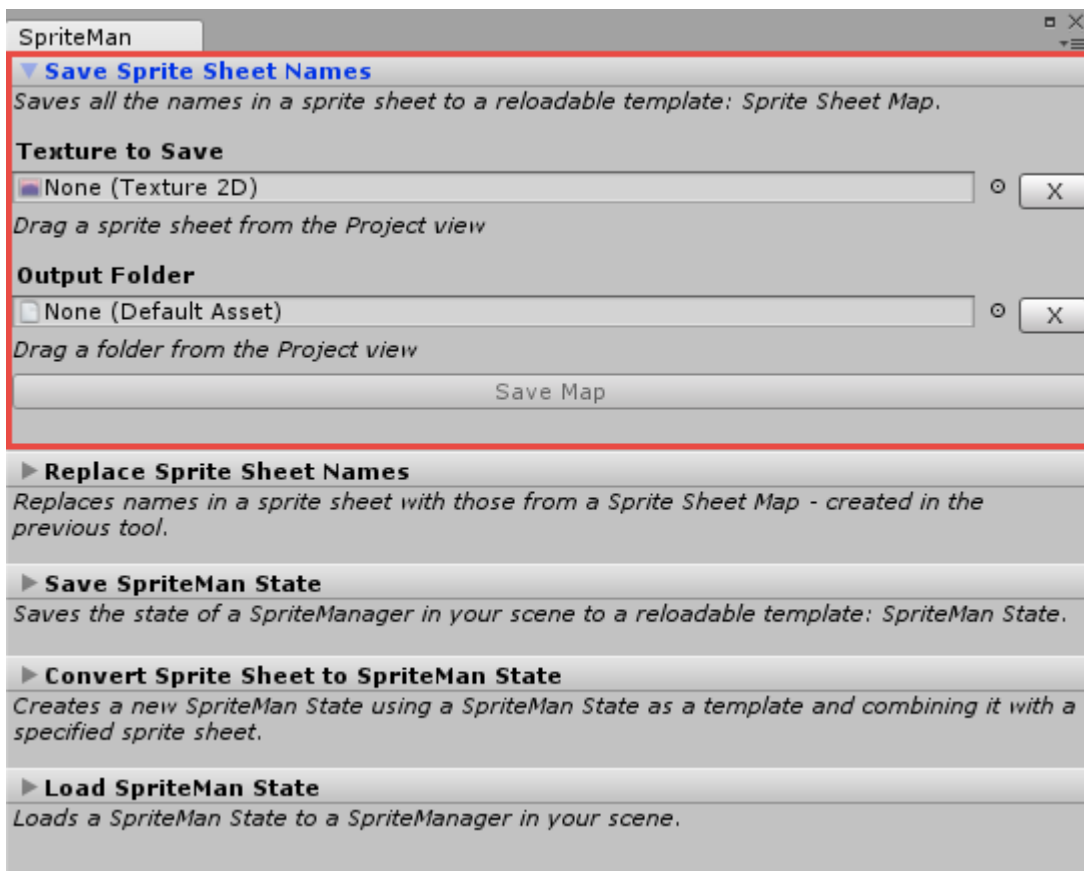 SpriteMan
Save Sprite Sheet Names
Saves all the names in a sprite sheet to a reloadable template: Sprite Sheet Map.
Texture to Save
None (Texture 2D)
X
Drag a sprite sheet from the Project view
Output Folder
None (Default Asset)
X
Drag a folder from the Project view
Save Map
Replace Sprite Sheet Names
Replaces names in a sprite sheet with those from a Sprite Sheet Map - created in the
previous tool.
Save SpriteMan State
Saves the state of a SpriteManager in your scene to a reloadable template: SpriteMan State.
Convert Sprite Sheet to SpriteMan State
Creates a new SpriteMan State using a SpriteMan State as a template and combining it with a
specified sprite sheet.
Load SpriteMan State
Loads a SpriteMan State to a SpriteManager in your scene.